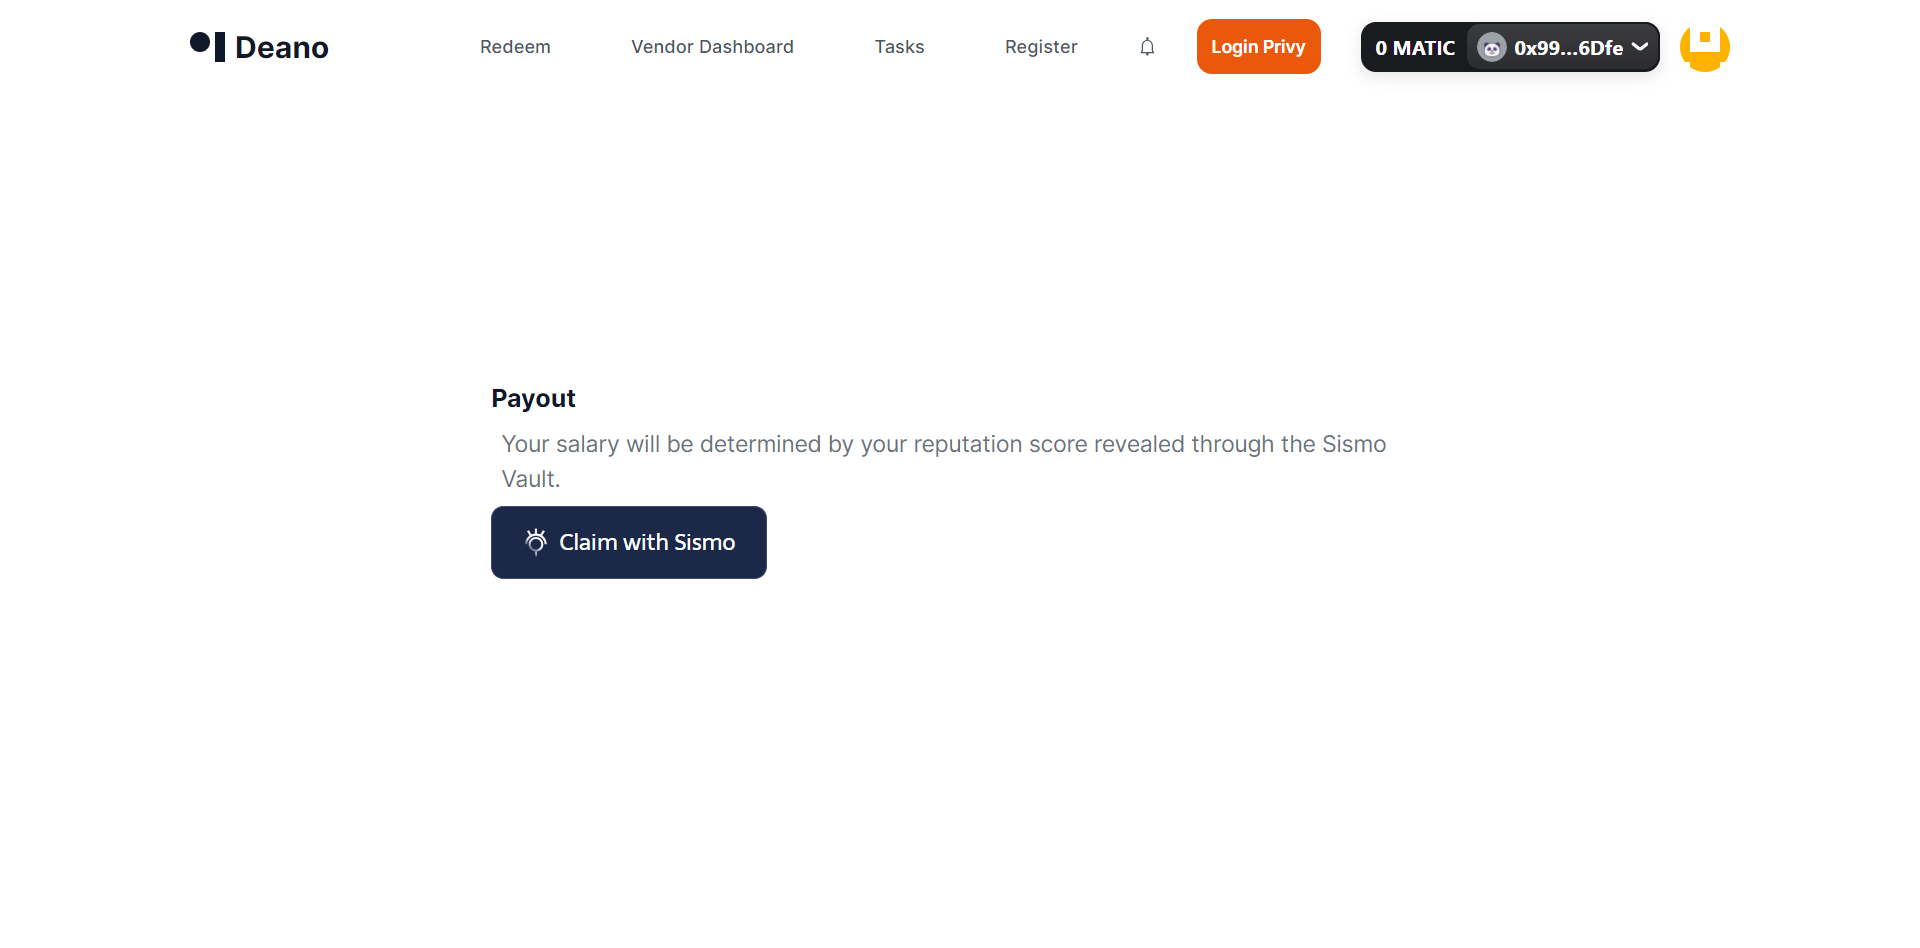 Deano
Redeem
Vendor Dashboard
Tasks
Register
Login Privy
0 MATIC
0x99...6Dfe
Payout
Your salary will be determined by your reputation score revealed through the Sismo
Vault.
Claim with Sismo